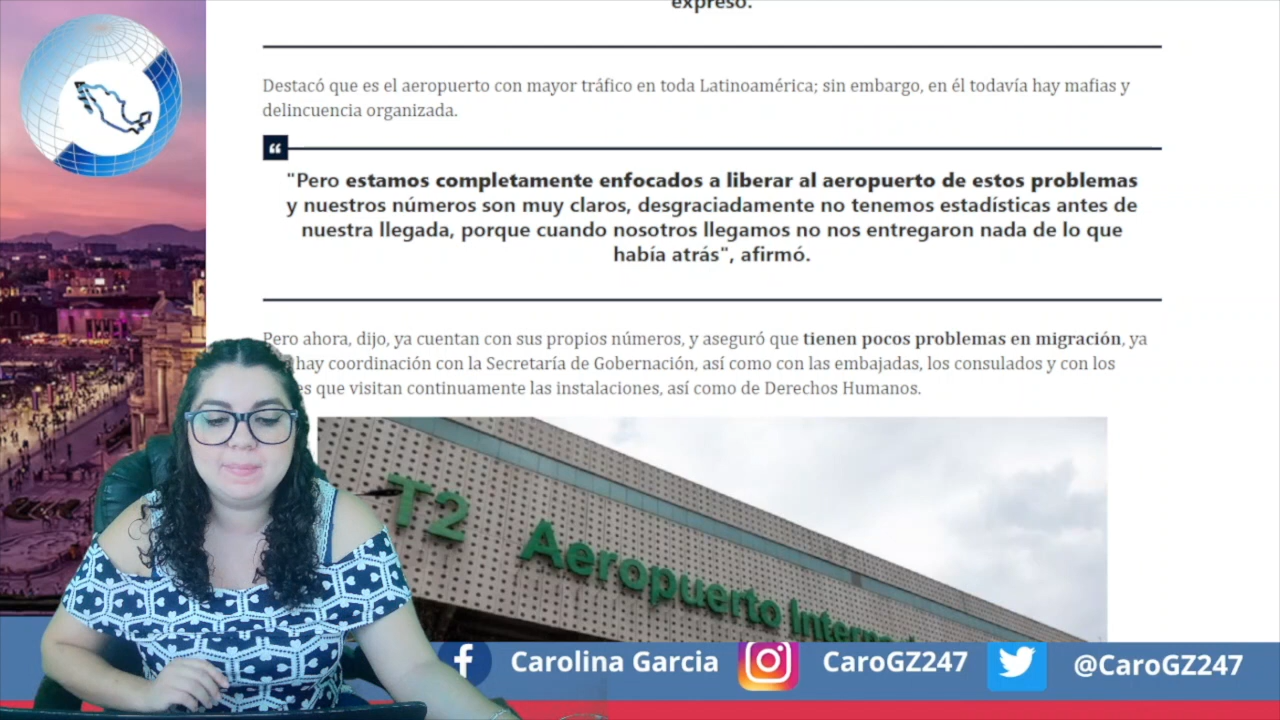 expresó.
Destacó que es el aeropuerto con mayor tráfico en toda Latinoamérica; sin embargo, en él todavía hay mafias y
delincuencia organizada.
“
"Pero estamos completamente enfocados a liberar al aeropuerto de estos problemas
y nuestros números son muy claros, desgraciadamente no tenemos estadísticas antes de
nuestra llegada, porque cuando nosotros llegamos no nos entregaron nada de lo que
había atrás", afirmó.
Pero ahora, dijo, ya cuentan con sus propios números, y aseguró que tienen pocos problemas en migración, ya
hay coordinación con la Secretaría de Gobernación, así como con las embajadas, los consulados y con los
que visitan continuamente las instalaciones, así como de Derechos Humanos.
T2 Aeropuerto
Carolina Garcia CaroGZ247 @CaroGZ247